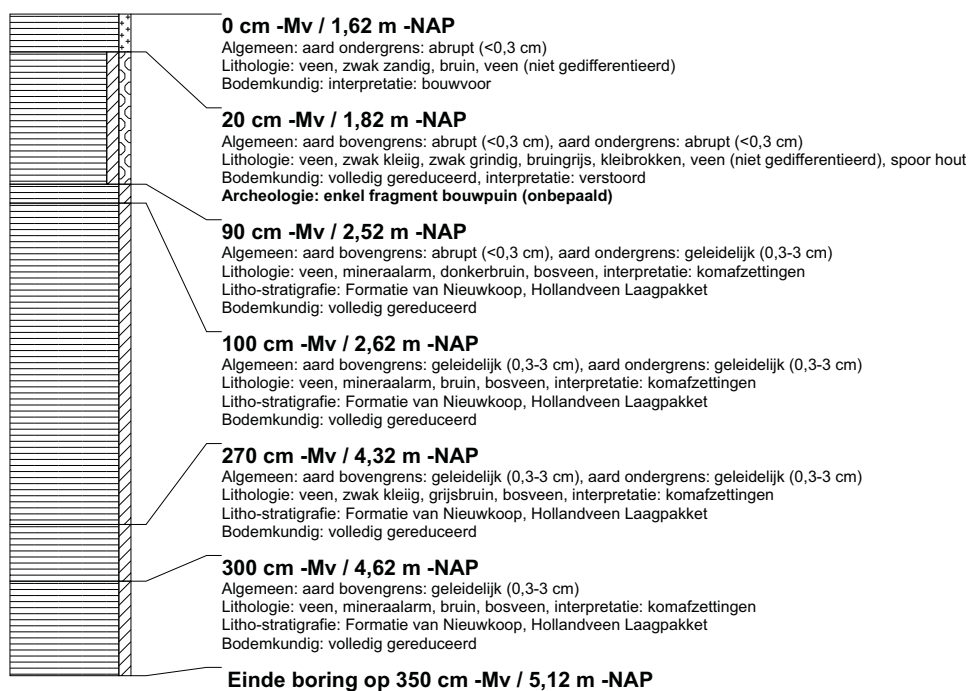 0 cm -Mv / 1,62 m -NAP
Algemeen: aard ondergrens: abrupt (<0,3 cm)
Lithologie: veen, zwak zandig, bruin, veen (niet gedifferentieerd)
Bodemkundig: interpretatie: bouwvoor
20 cm -Mv / 1,82 m -NAP
Algemeen: aard bovengrens: abrupt (<0,3 cm), aard ondergrens: abrupt (<0,3 cm)
Lithologie: veen, zwak kleiig, zwak grindig, bruingrijs, kleibrokken, veen (niet gedifferentieerd), spoor hout
Bodemkundig: volledig gereduceerd, interpretatie: verstoord
Archeologie: enkel fragment bouwpuin (onbepaald)
90 cm -Mv / 2,52 m -NAP
Algemeen: aard bovengrens: abrupt (<0,3 cm), aard ondergrens: geleidelijk (0,3-3 cm)
Lithologie: veen, mineraalarm, donkerbruin, bosveen, interpretatie: komafzettingen
Litho-stratigrafie: Formatie van Nieuwkoop, Hollandveen Laagpakket
Bodemkundig: volledig gereduceerd
100 cm -Mv / 2,62 m -NAP
Algemeen: aard bovengrens: geleidelijk (0,3-3 cm), aard ondergrens: geleidelijk (0,3-3 cm)
Lithologie: veen, mineraalarm, bruin, bosveen, interpretatie: komafzettingen
Litho-stratigrafie: Formatie van Nieuwkoop, Hollandveen Laagpakket
Bodemkundig: volledig gereduceerd
270 cm -Mv / 4,32 m -NAP
Algemeen: aard bovengrens: geleidelijk (0,3-3 cm), aard ondergrens: geleidelijk (0,3-3 cm)
Lithologie: veen, zwak kleiig, grijsbruin, bosveen, interpretatie: komafzettingen
Litho-stratigrafie: Formatie van Nieuwkoop, Hollandveen Laagpakket
Bodemkundig: volledig gereduceerd
300 cm -Mv / 4,62 m -NAP
Algemeen: aard bovengrens: geleidelijk (0,3-3 cm)
Lithologie: veen, mineraalarm, bruin, bosveen, interpretatie: komafzettingen
Litho-stratigrafie: Formatie van Nieuwkoop, Hollandveen Laagpakket
Bodemkundig: volledig gereduceerd
Einde boring op 350 cm -Mv / 5,12 m -NAP